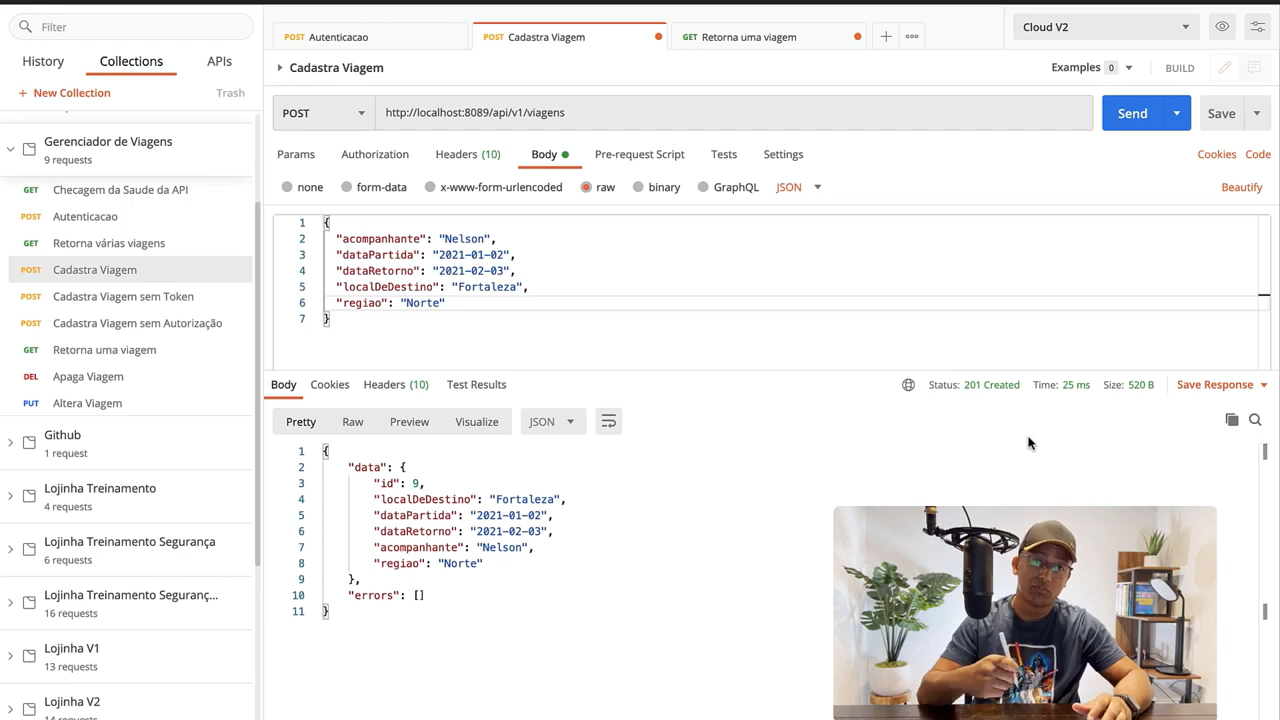 Filter
History Collections APIs
+ New Collection Trash
Gerenciador de Viagens
9 requests
GET Checagem da Saude da API
POST Autenticacao
GET Retorna várias viagens
POST Cadastra Viagem
POST Cadastra Viagem sem Token
POST Cadastra Viagem sem Autorização
GET Retorna uma viagem
DEL Apaga Viagem
PUT Altera Viagem
Github
1 request
Lojinha Treinamento
4 requests
Lojinha Treinamento Segurança
6 requests
Lojinha Treinamento Seguranç...
16 requests
Lojinha V1
13 requests
Lojinha V2
14 requests
POST Autenticacao POST Cadastra Viagem GET Retorna uma viagem + ooo Cloud V2
Cadastra Viagem Examples 0 BUILD
POST http://localhost:8089/api/v1/viagens Send Save
Params Authorization Headers (10) Body Pre-request Script Tests Settings Cookies Code
none form-data x-www-form-urlencoded raw binary GraphQL JSON Beautify
1 {
2 "acompanhante": "Nelson",
3 "dataPartida": "2021-01-02",
4 "dataRetorno": "2021-02-03",
5 "localDeDestino": "Fortaleza",
6 "regiao": "Norte"
7 }
Body Cookies Headers (10) Test Results Status: 201 Created Time: 25 ms Size: 520 B Save Response
Pretty Raw Preview Visualize JSON
1 {
2 "data": {
3 "id": 9,
4 "localDeDestino": "Fortaleza",
5 "dataPartida": "2021-01-02",
6 "dataRetorno": "2021-02-03",
7 "acompanhante": "Nelson",
8 "regiao": "Norte"
9 },
10 "errors": []
11 }